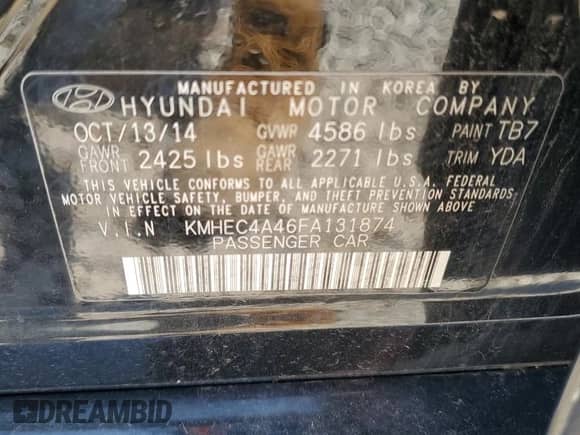 MANUFACTURED IN KOREA BY
HYUNDAI MOTOR COMPANY
OCT/13/14 GVWR 4586 lbs PAINT TB7
GAWR FRONT 2425 lbs GAWR REAR 2271 lbs TRIM YDA
THIS VEHICLE CONFORMS TO ALL APPLICABLE U.S.A. FEDERAL
MOTOR VEHICLE SAFETY, BUMPER, AND THEFT PREVENTION STANDARDS
IN EFFECT ON THE DATE OF MANUFACTURE SHOWN ABOVE
V.I.N KMHEC4A46FA131874
PASSENGER CAR
DREAMBID